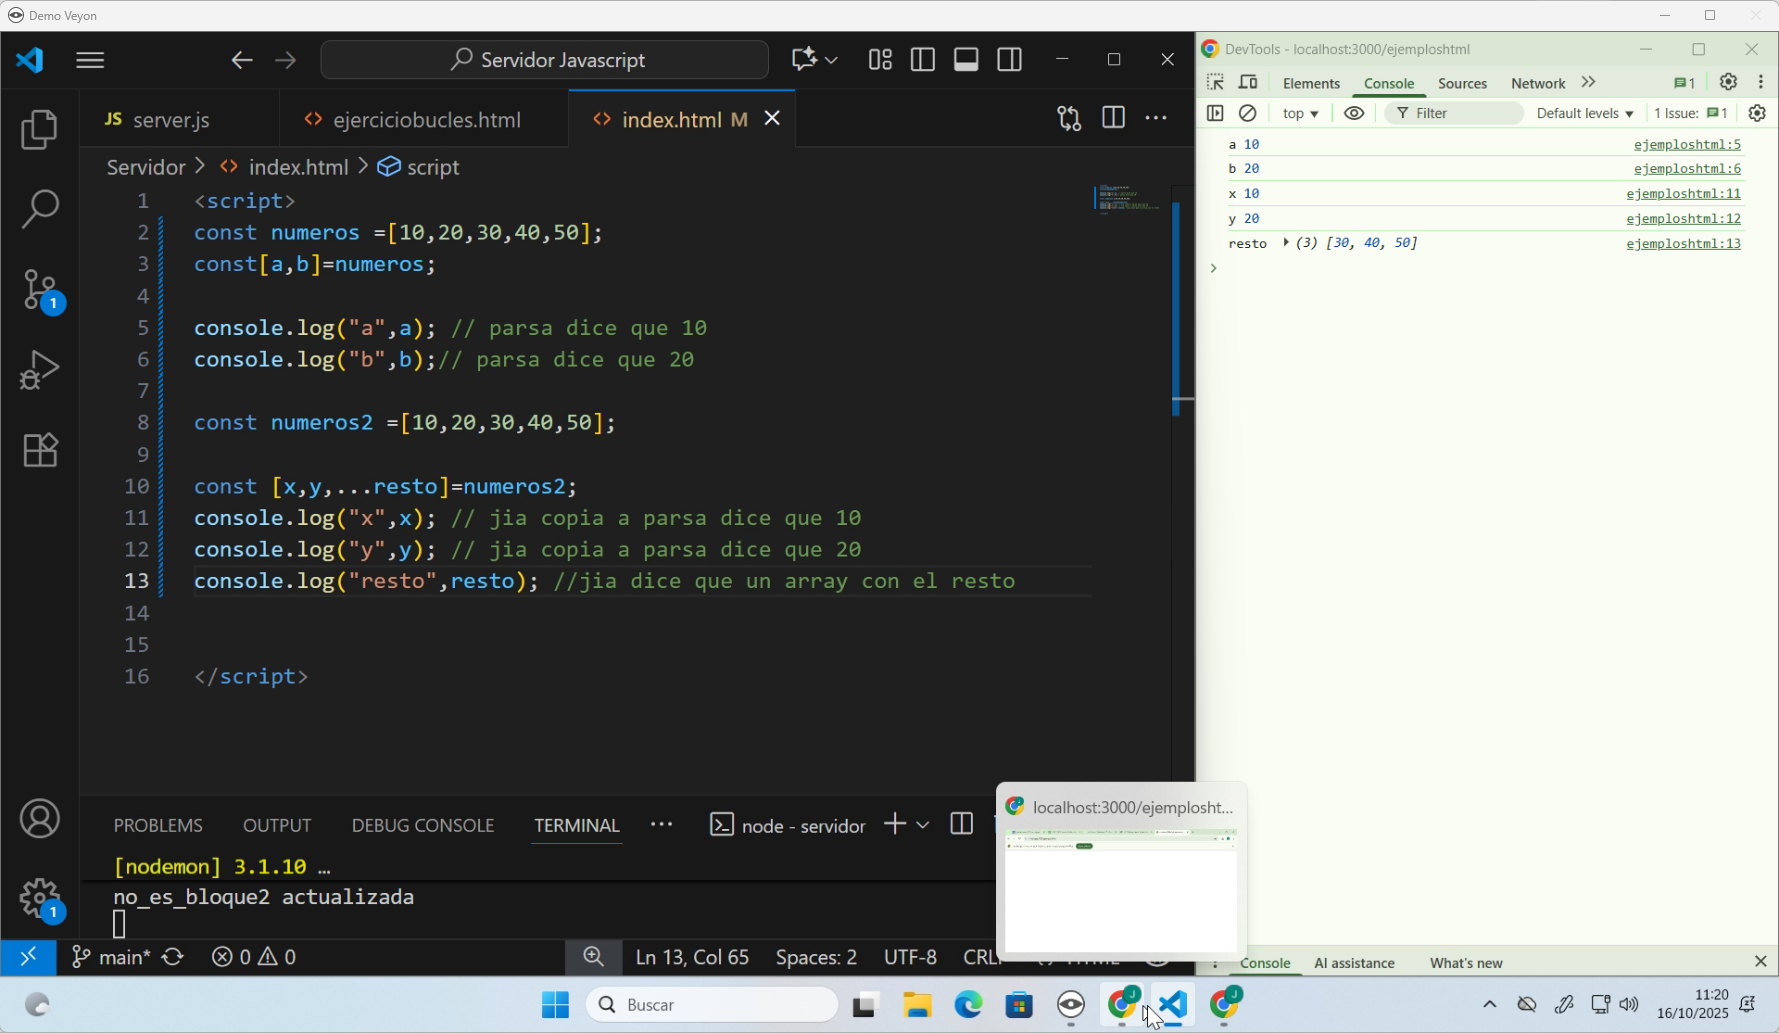 Demo Veyon
Servidor Javascript
JS server.js
<> ejerciciobucles.html
<> index.html M
Servidor > <> index.html > script
1 <script>
2 const numeros =[10,20,30,40,50];
3 const[a,b]=numeros;
4
5 console.log("a",a); // parsa dice que 10
6 console.log("b",b);// parsa dice que 20
7
8 const numeros2 =[10,20,30,40,50];
9
10 const [x,y,...resto]=numeros2;
11 console.log("x",x); // jia copia a parsa dice que 10
12 console.log("y",y); // jia copia a parsa dice que 20
13 console.log("resto",resto); //jia dice que un array con el resto
14
15
16 </script>
1
1
PROBLEMS OUTPUT DEBUG CONSOLE TERMINAL ... node - servidor
[nodemon] 3.1.10 …
no_es_bloque2 actualizada
main* 0 0 Ln 13, Col 65 Spaces: 2 UTF-8
DevTools - localhost:3000/ejemploshtml
Elements Console Sources Network >> 1
top Filter Default levels 1 Issue: 1
a 10 ejemploshtml:5
b 20 ejemploshtml:6
x 10 ejemploshtml:11
y 20 ejemploshtml:12
resto (3) [30, 40, 50] ejemploshtml:13
>
localhost:3000/ejemplosht...
Console AI assistance What's new
Buscar
J
J
11:20
16/10/2025